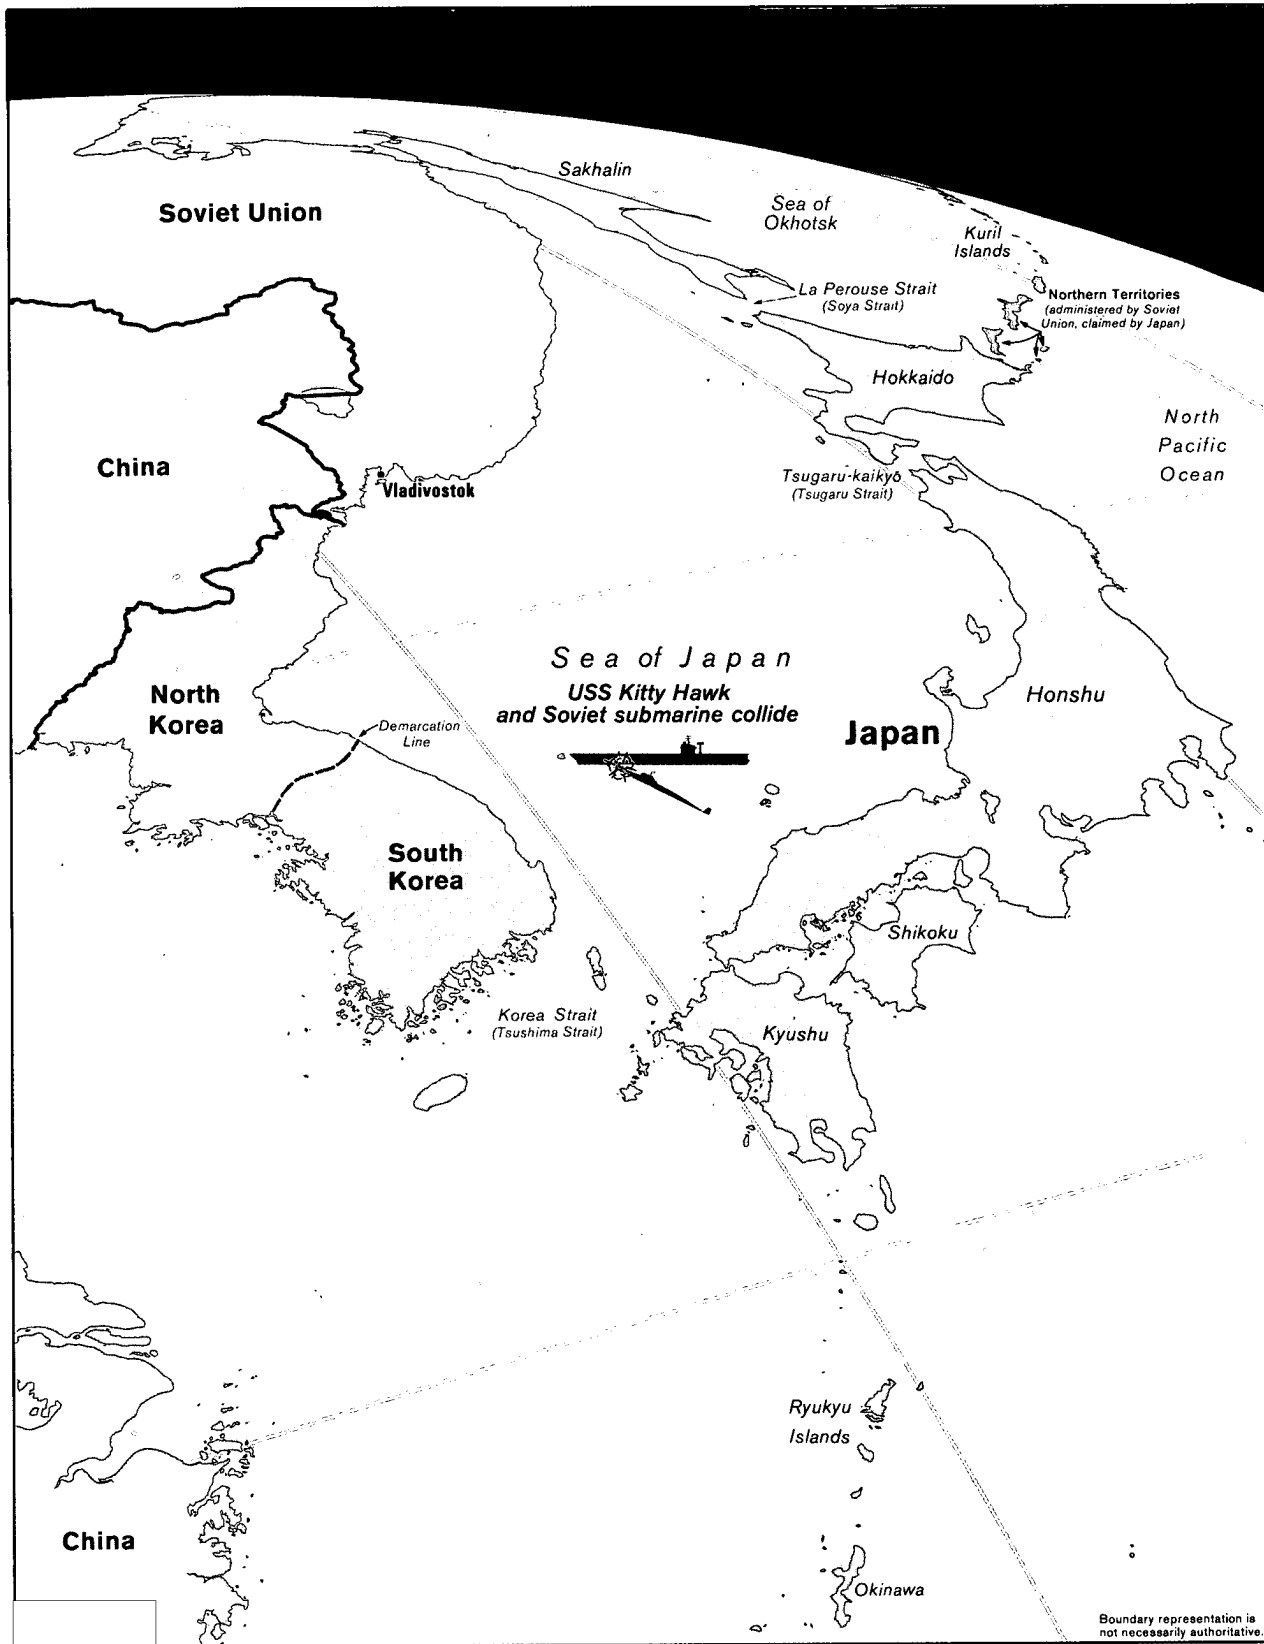 Sakhalin
Soviet Union
Sea of
Okhotsk
Kuril
Islands
La Perouse Strait
(Soya Strait)
Northern Territories
(administered by Soviet
Union, claimed by Japan)
Hokkaido
North
Pacific
Ocean
China
Vladivostok
Tsugaru-kaikyō
(Tsugaru Strait)
Sea of Japan
USS Kitty Hawk
and Soviet submarine collide
North
Korea
Demarcation
Line
Japan
Honshu
South
Korea
Shikoku
Korea Strait
(Tsushima Strait)
Kyushu
Ryukyu
Islands
China
Okinawa
Boundary representation is
not necessarily authoritative.